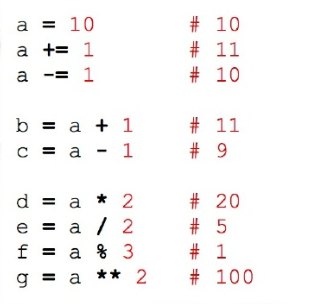 a = 10 # 10
a += 1 # 11
a -= 1 # 10
b = a + 1 # 11
c = a - 1 # 9
d = a * 2 # 20
e = a / 2 # 5
f = a % 3 # 1
g = a ** 2 # 100